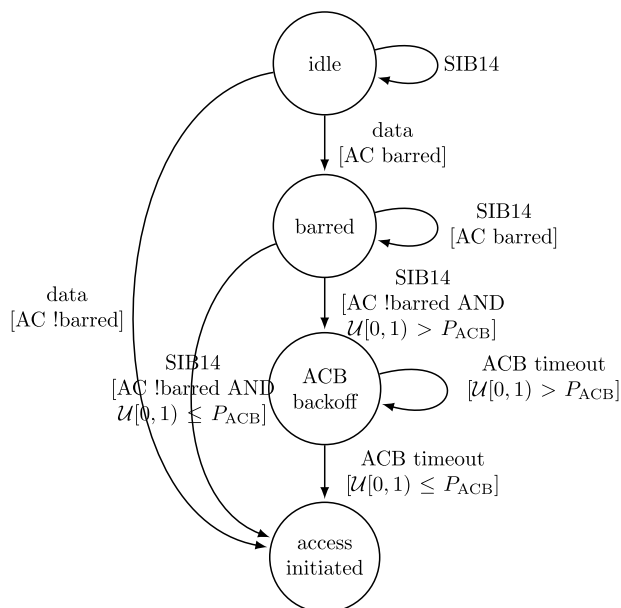 idle
SIB14
data
[AC barred]
barred
SIB14
[AC barred]
SIB14
[AC !barred AND
𝒰[0, 1) > P_ACB]
data
[AC !barred]
SIB14
[AC !barred AND
𝒰[0, 1) ≤ P_ACB]
ACB
backoff
ACB timeout
[𝒰[0, 1) > P_ACB]
ACB timeout
[𝒰[0, 1) ≤ P_ACB]
access
initiated